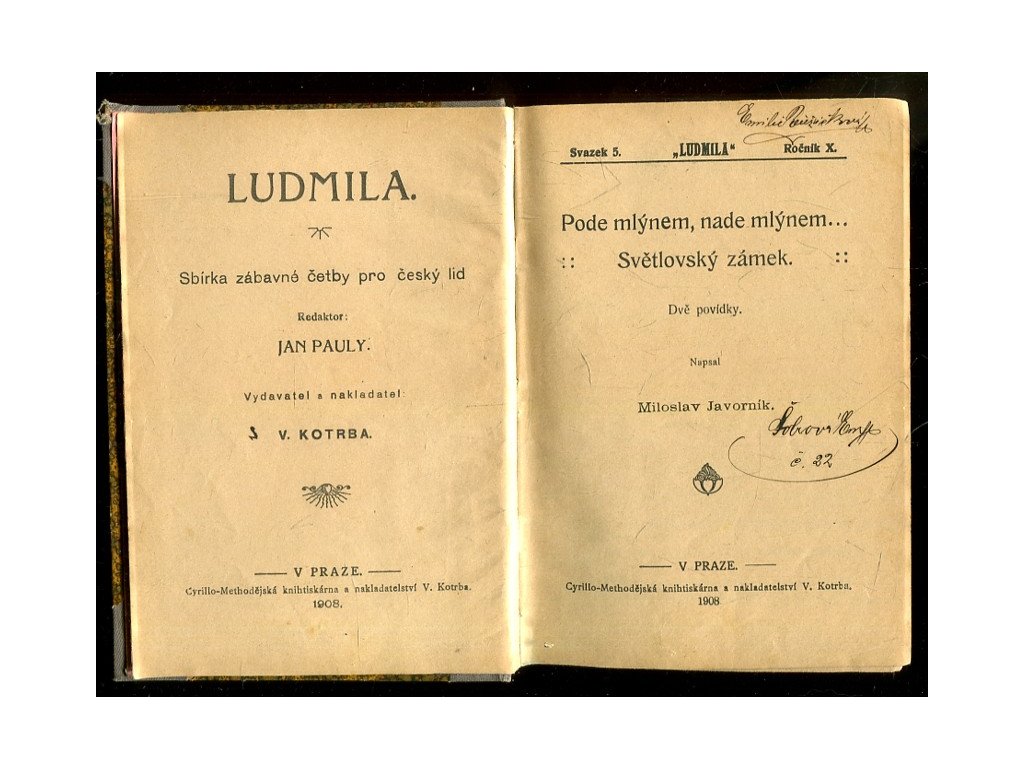 LUDMILA.
Sbírka zábavné četby pro český lid
Redaktor:
JAN PAULY.
Vydavatel a nakladatel:
V. KOTRBA.
V PRAZE.
Cyrillo-Methodějská knihtiskárna a nakladatelství V. Kotrba.
1908.
Emilie
Svazek 5. „LUDMILA“ Ročník X.
Pode mlýnem, nade mlýnem...
:: Světlovský zámek. ::
Dvě povídky.
Napsal
Miloslav Javorník.
č. 22
V PRAZE.
Cyrillo-Methodějská knihtiskárna a nakladatelství V. Kotrba.
1908